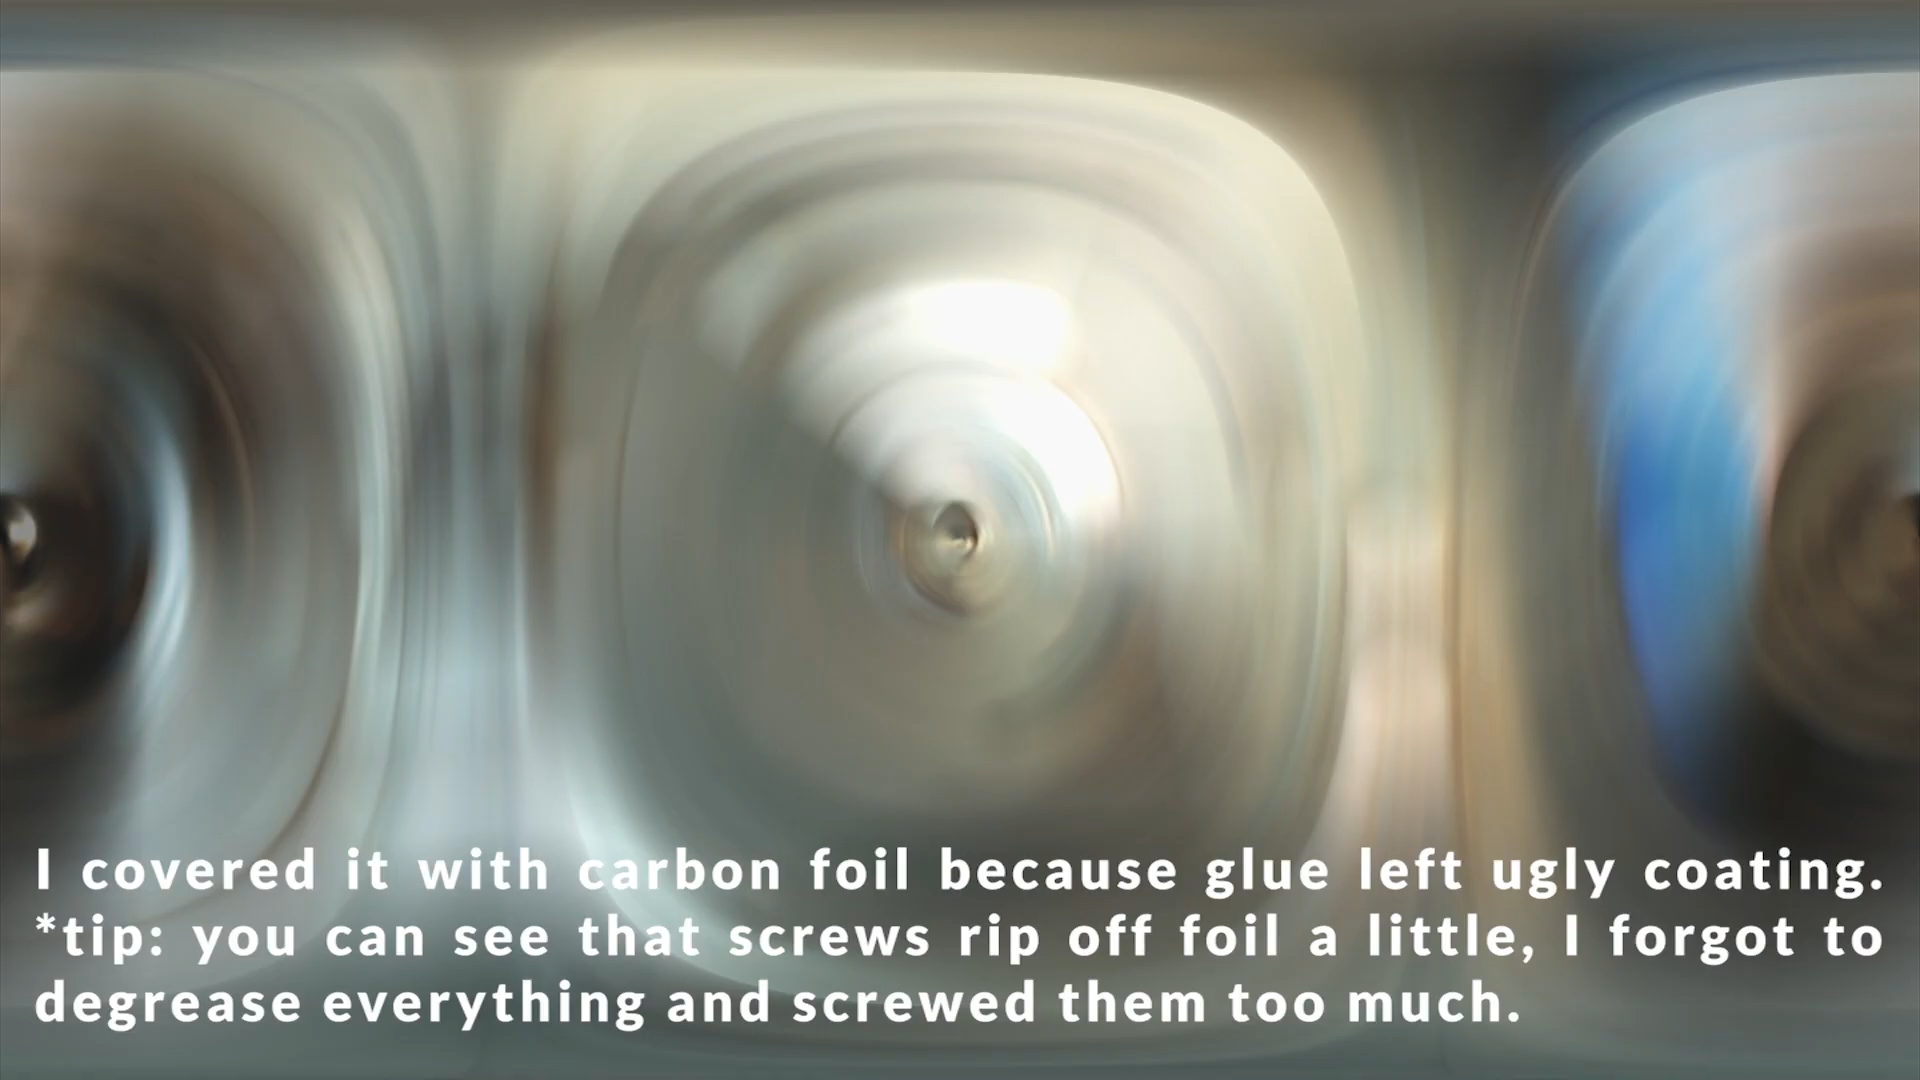 I covered it with carbon foil because glue left ugly coating.
*tip: you can see that screws rip off foil a little, I forgot to
degrease everything and screwed them too much.